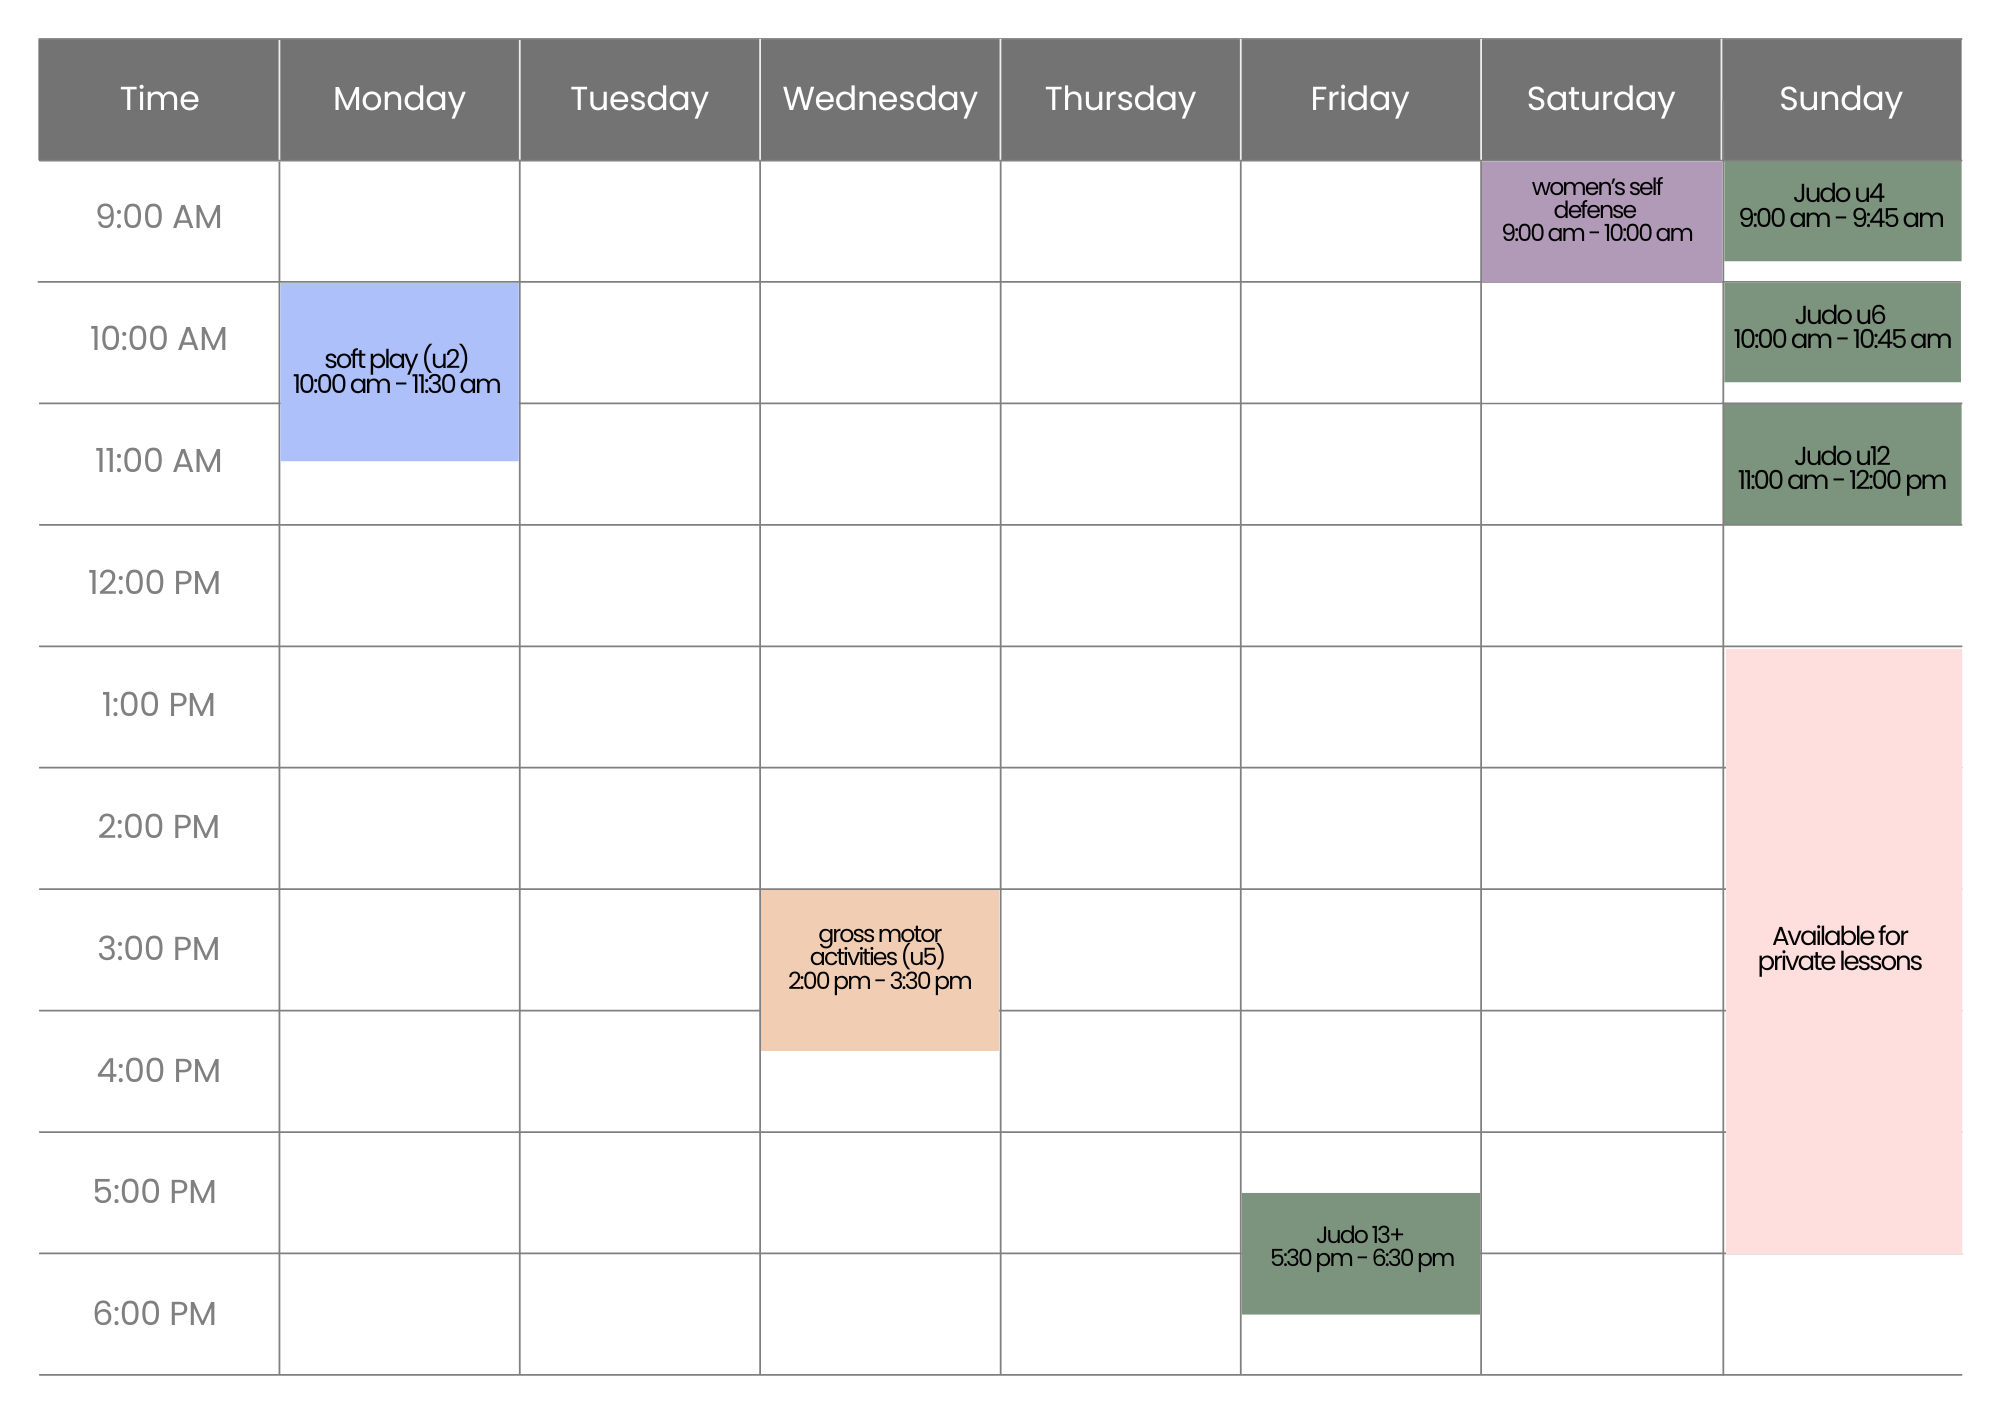 Time Monday Tuesday Wednesday Thursday Friday Saturday Sunday
9:00 AM
women's self
defense
9:00 am - 10:00 am
Judo u4
9:00 am - 9:45 am
10:00 AM
soft play (u2)
10:00 am - 11:30 am
Judo u6
10:00 am - 10:45 am
11:00 AM
Judo u12
11:00 am - 12:00 pm
12:00 PM
1:00 PM
2:00 PM
3:00 PM
gross motor
activities (u5)
2:00 pm - 3:30 pm
Available for
private lessons
4:00 PM
5:00 PM
Judo 13+
5:30 pm - 6:30 pm
6:00 PM